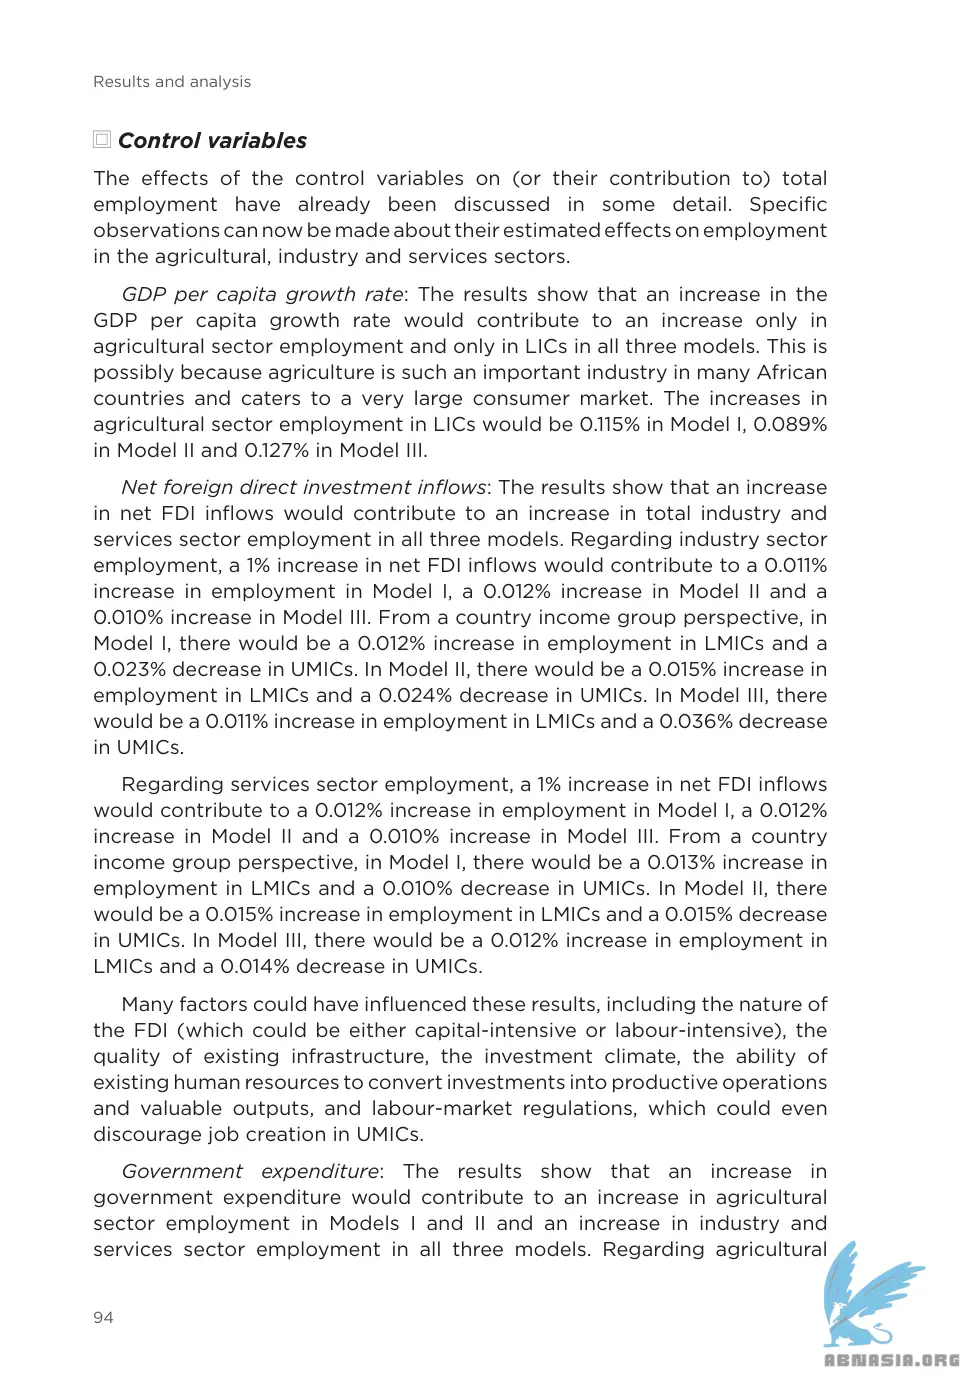 Results and analysis
Control variables
The effects of the control variables on (or their contribution to) total
employment have already been discussed in some detail. Specific
observations can now be made about their estimated effects on employment
in the agricultural, industry and services sectors.
GDP per capita growth rate: The results show that an increase in the
GDP per capita growth rate would contribute to an increase only in
agricultural sector employment and only in LICs in all three models. This is
possibly because agriculture is such an important industry in many African
countries and caters to a very large consumer market. The increases in
agricultural sector employment in LICs would be 0.115% in Model I, 0.089%
in Model II and 0.127% in Model III.
Net foreign direct investment inflows: The results show that an increase
in net FDI inflows would contribute to an increase in total industry and
services sector employment in all three models. Regarding industry sector
employment, a 1% increase in net FDI inflows would contribute to a 0.011%
increase in employment in Model I, a 0.012% increase in Model II and a
0.010% increase in Model III. From a country income group perspective, in
Model I, there would be a 0.012% increase in employment in LMICs and a
0.023% decrease in UMICs. In Model II, there would be a 0.015% increase in
employment in LMICs and a 0.024% decrease in UMICs. In Model III, there
would be a 0.011% increase in employment in LMICs and a 0.036% decrease
in UMICs.
Regarding services sector employment, a 1% increase in net FDI inflows
would contribute to a 0.012% increase in employment in Model I, a 0.012%
increase in Model II and a 0.010% increase in Model III. From a country
income group perspective, in Model I, there would be a 0.013% increase in
employment in LMICs and a 0.010% decrease in UMICs. In Model II, there
would be a 0.015% increase in employment in LMICs and a 0.015% decrease
in UMICs. In Model III, there would be a 0.012% increase in employment in
LMICs and a 0.014% decrease in UMICs.
Many factors could have influenced these results, including the nature of
the FDI (which could be either capital-intensive or labour-intensive), the
quality of existing infrastructure, the investment climate, the ability of
existing human resources to convert investments into productive operations
and valuable outputs, and labour-market regulations, which could even
discourage job creation in UMICs.
Government expenditure: The results show that an increase in
government expenditure would contribute to an increase in agricultural
sector employment in Models I and II and an increase in industry and
services sector employment in all three models. Regarding agricultural
94
ABNASIA.ORG